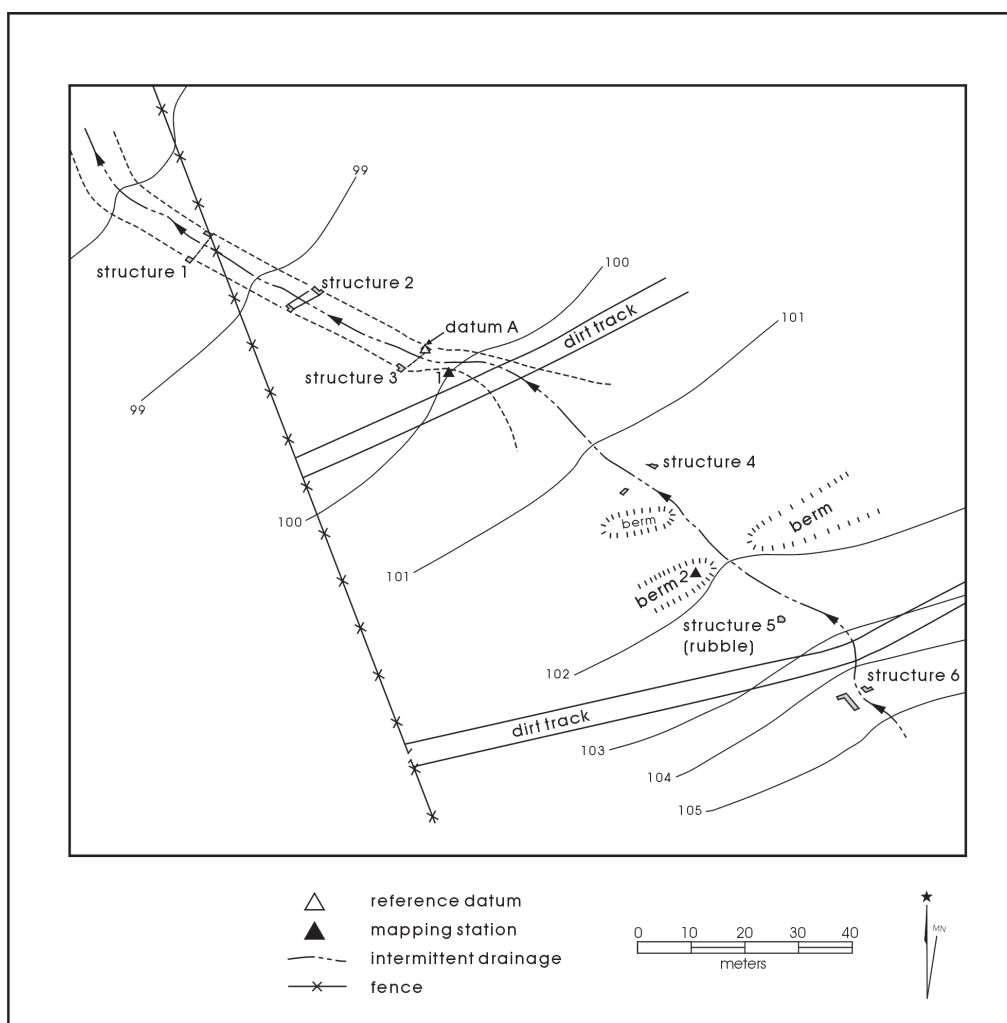 99
structure 1
structure 2
100
dirt track
datum A
101
structure 3
1
99
structure 4
100
berm
berm
101
berm 2
structure 5
(rubble)
102
structure 6
dirt track
103
104
105
reference datum
mapping station
intermittent drainage
fence
0 10 20 30 40
meters
MN